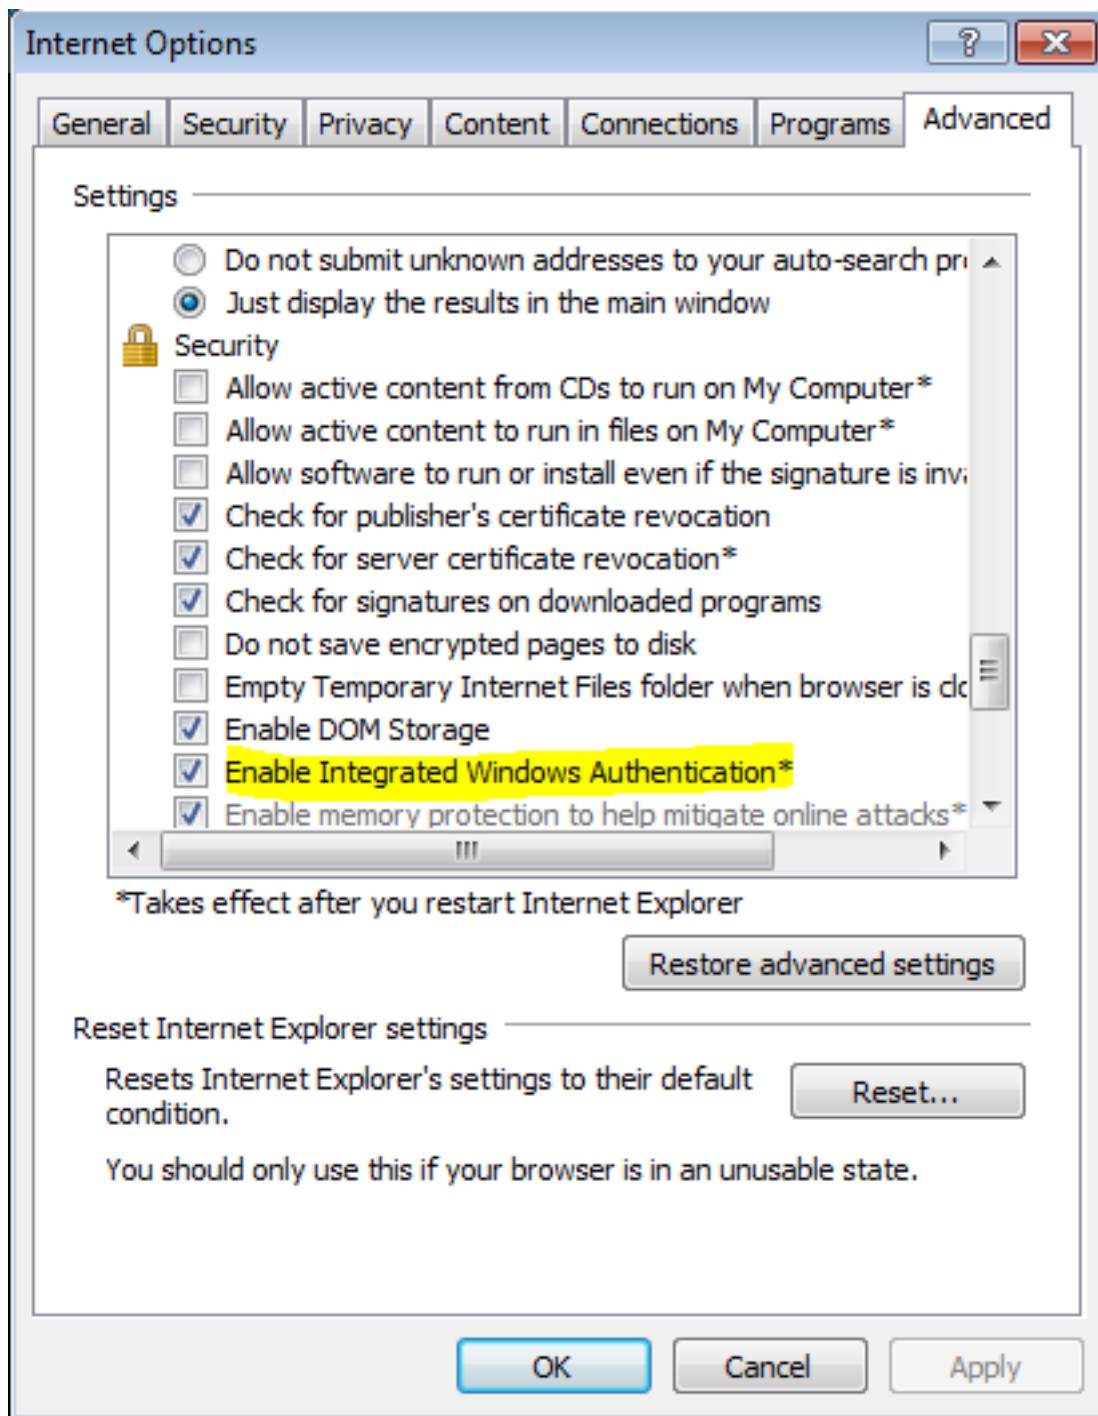 Internet Options
General Security Privacy Content Connections Programs Advanced
Settings
Do not submit unknown addresses to your auto-search
Just display the results in the main window
Security
Allow active content from CDs to run on My Computer*
Allow active content to run in files on My Computer*
Allow software to run or install even if the signature is
Check for publisher's certificate revocation
Check for server certificate revocation*
Check for signatures on downloaded programs
Do not save encrypted pages to disk
Empty Temporary Internet Files folder when browser is
Enable DOM Storage
Enable Integrated Windows Authentication*
Enable memory protection to help mitigate online attacks*
*Takes effect after you restart Internet Explorer
Restore advanced settings
Reset Internet Explorer settings
Resets Internet Explorer's settings to their default
condition.
Reset...
You should only use this if your browser is in an unusable state.
OK Cancel Apply